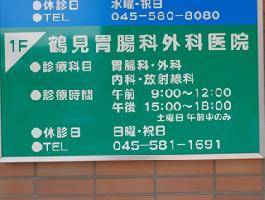 ●休診日 水曜・祝日
●TEL 045-580-8080
1F 鶴見胃腸科外科医院
●診療科目 胃腸科・外科
内科・放射線科
●診療時間 午前 9:00～12:00
午後 15:00～18:00
土曜日 午前中のみ
●休診日 日曜・祝日
●TEL 045-581-1691